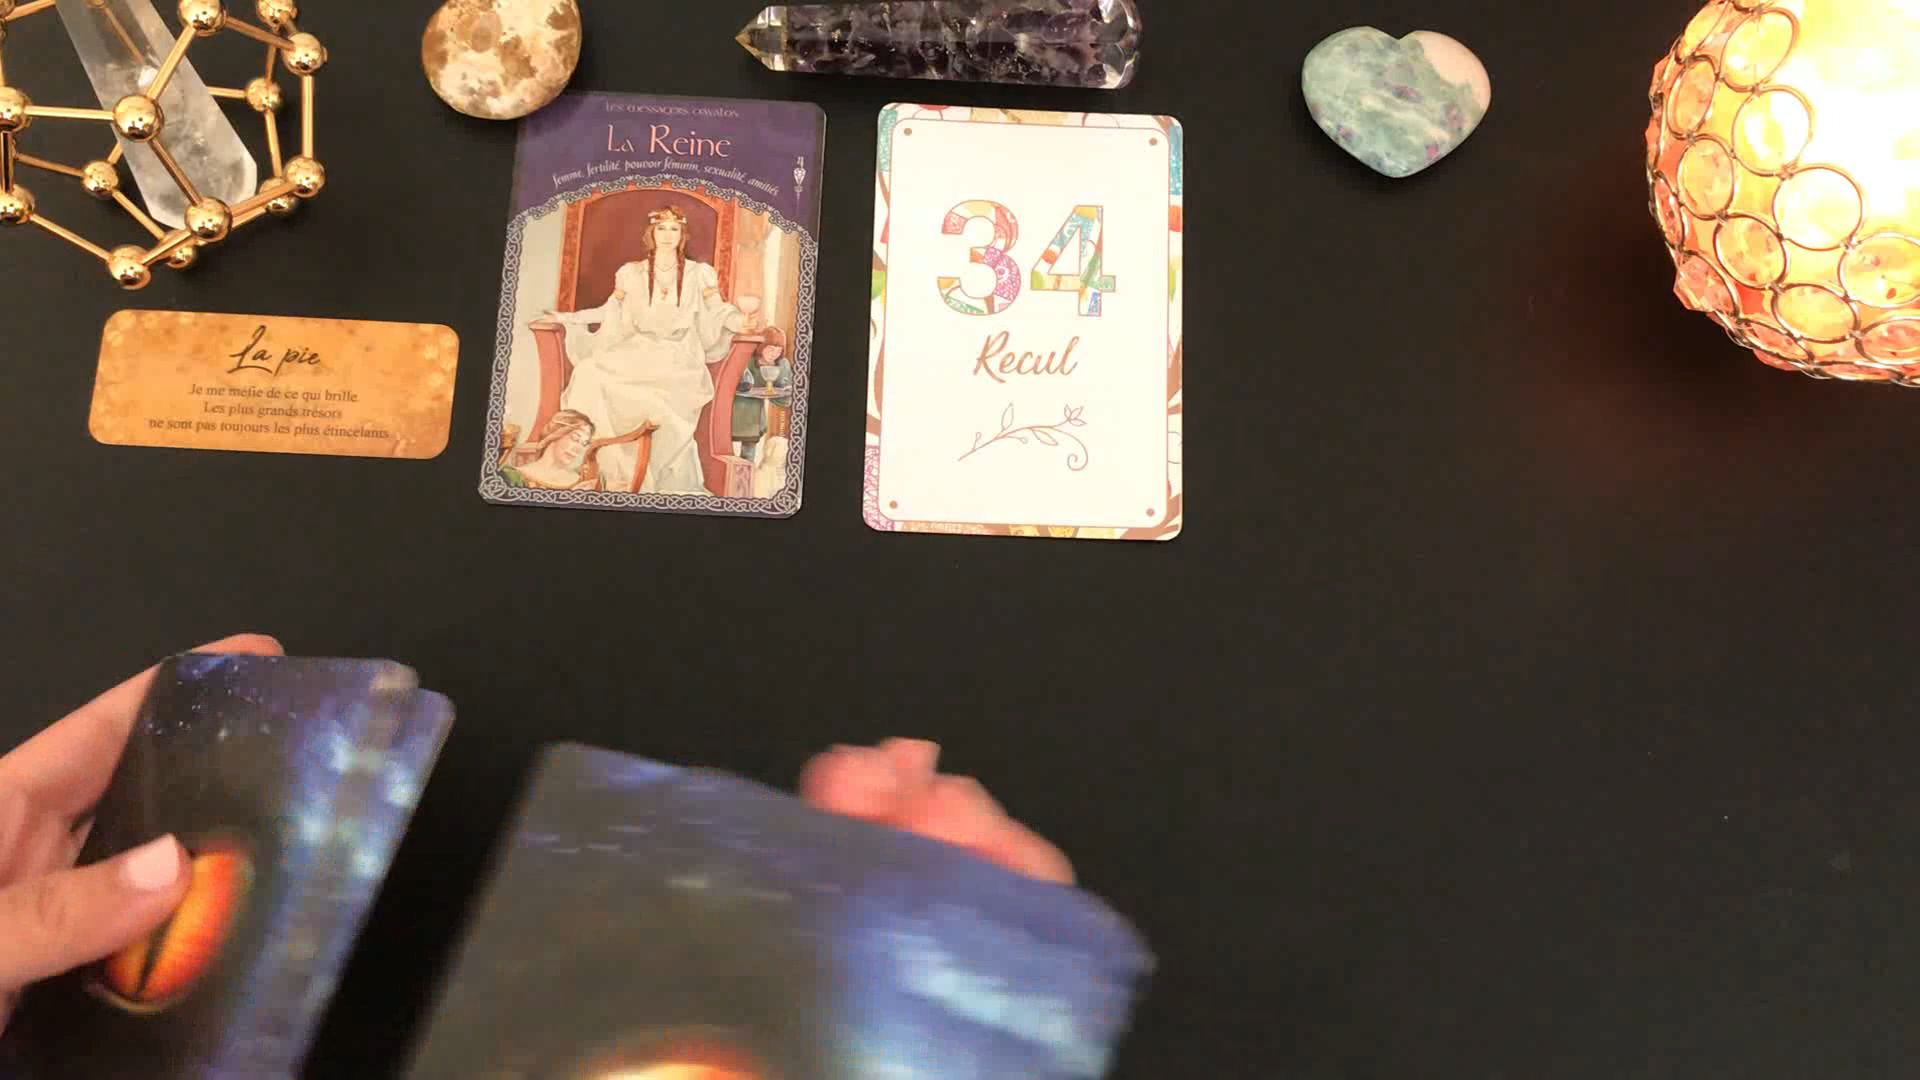 La pie
Je me méfie de ce qui brille
Les plus grands trésors
ne sont pas toujours les plus étincelants
Les messagers oswaton
La Reine
femme, fertilité, pouvoir féminin, sexualité, amitiés
34
Recul